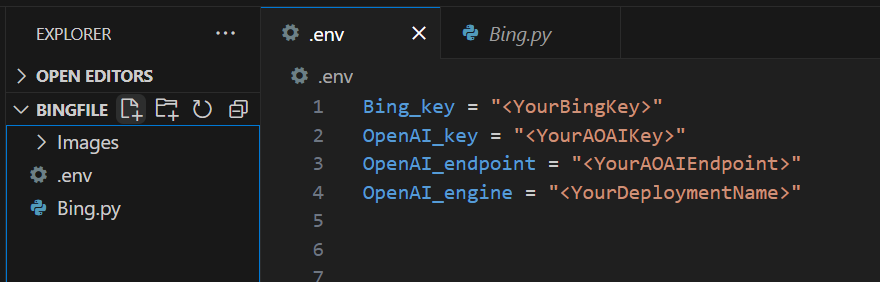 EXPLORER
OPEN EDITORS
BINGFILE
Images
.env
Bing.py
.env
Bing.py
.env
1 Bing_key = "<YourBingKey>"
2 OpenAI_key = "<YourAOAIKey>"
3 OpenAI_endpoint = "<YourAOAIEndpoint>"
4 OpenAI_engine = "<YourDeploymentName>"
5
6
7